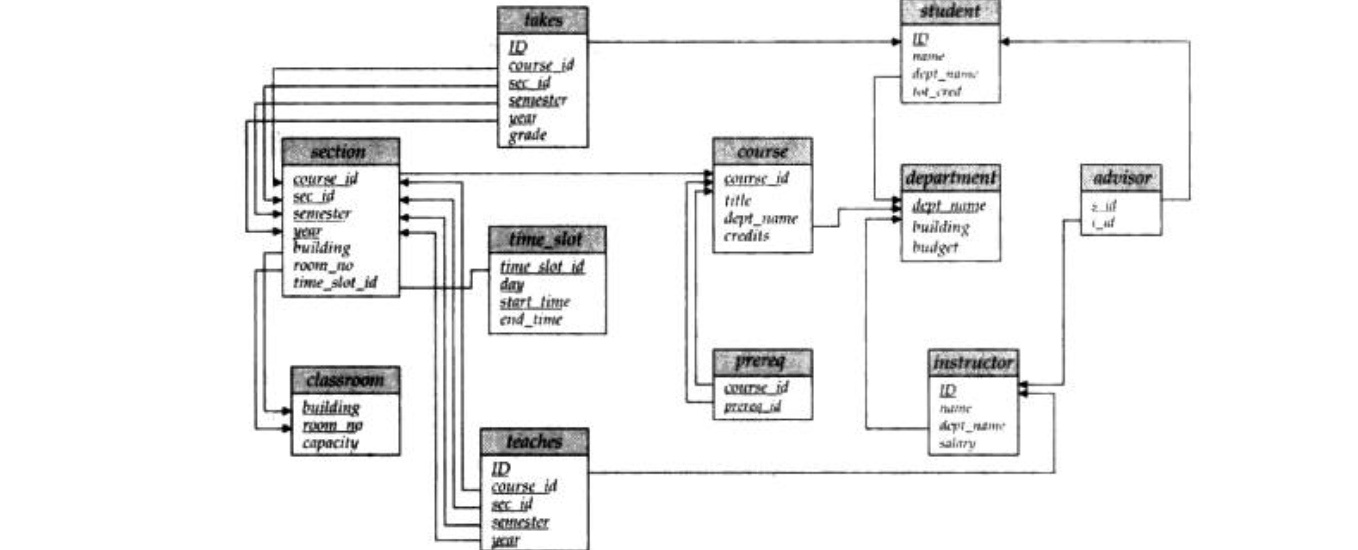 takes
ID
course_id
sec_id
semester
year
grade
student
ID
name
dept_name
tot_cred
section
course_id
sec_id
semester
year
building
room_no
time_slot_id
course
course_id
title
dept_name
credits
department
dept_name
building
budget
advisor
s_id
i_id
time_slot
time_slot_id
day
start_time
end_time
prereq
course_id
prereq_id
instructor
ID
name
dept_name
salary
classroom
building
room_no
capacity
teaches
ID
course_id
sec_id
semester
year